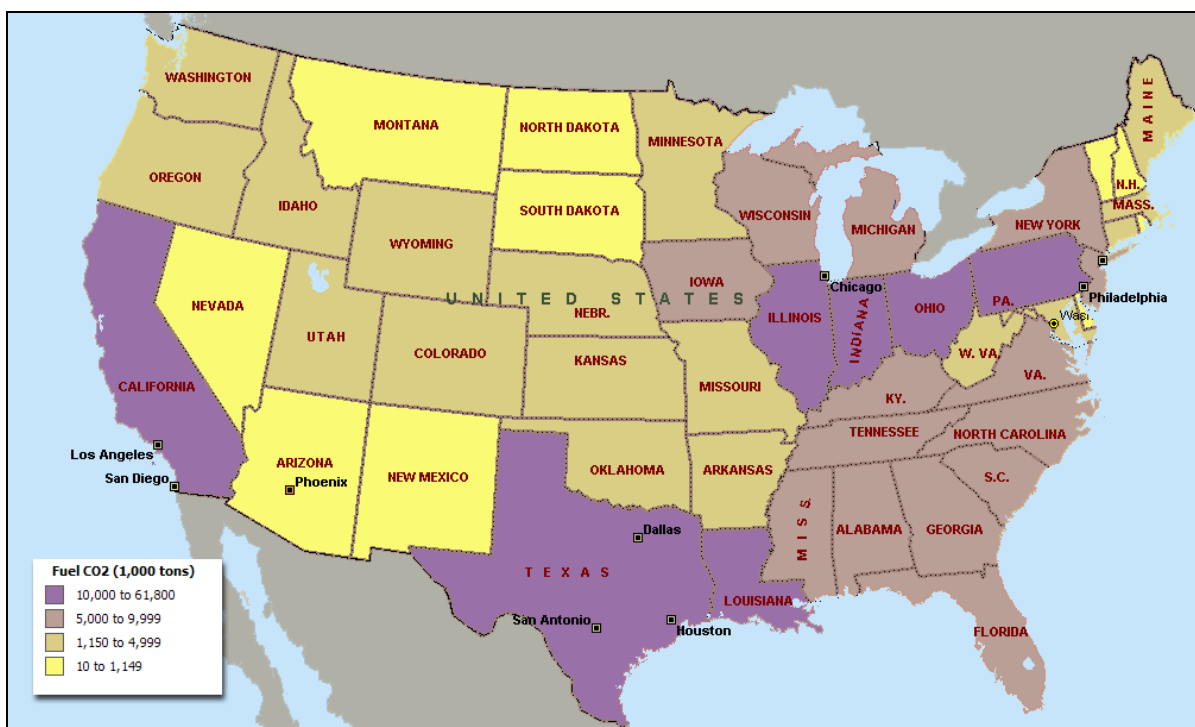 WASHINGTON
MONTANA
NORTH DAKOTA
MINNESOTA
MAINE
OREGON
IDAHO
SOUTH DAKOTA
WISCONSIN
MICHIGAN
NEW YORK
N.H.
MASS.
WYOMING
IOWA
UNITED STATES
NEVADA
NEBR.
Chicago
Philadelphia
UTAH
COLORADO
KANSAS
ILLINOIS
INDIANA
OHIO
PA.
Was
W. VA.
CALIFORNIA
MISSOURI
KY.
VA.
TENNESSEE
NORTH CAROLINA
Los Angeles
San Diego
ARIZONA
Phoenix
NEW MEXICO
OKLAHOMA
ARKANSAS
S.C.
MISS.
ALABAMA
GEORGIA
Dallas
TEXAS
LOUISIANA
San Antonio
Houston
FLORIDA
Fuel CO2 (1,000 tons)
10,000 to 61,800
5,000 to 9,999
1,150 to 4,999
10 to 1,149